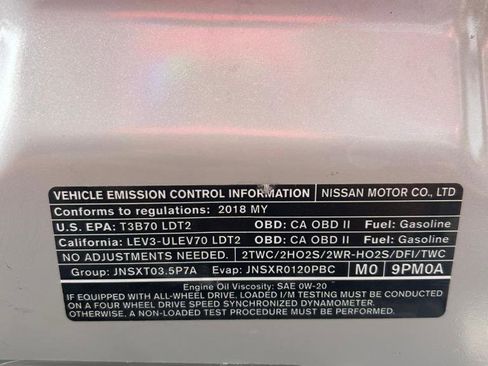 VEHICLE EMISSION CONTROL INFORMATION NISSAN MOTOR CO., LTD
Conforms to regulations: 2018 MY
U.S. EPA: T3B70 LDT2 OBD: CA OBD II Fuel: Gasoline
California: LEV3-ULEV70 LDT2 OBD: CA OBD II Fuel: Gasoline
NO ADJUSTMENTS NEEDED. 2TWC/2HO2S/2WR-HO2S/DFI/TWC
Group: JNSXT03.5P7A Evap: JNSXR0120PBC M0 9PM0A
Engine Oil Viscosity: SAE 0W-20
IF EQUIPPED WITH ALL-WHEEL DRIVE. LOADED I/M TESTING MUST BE CONDUCTED
ON A FOUR WHEEL DRIVE SPEED SYNCHRONIZED DYNAMOMETER.
OTHERWISE, A NON-LOADED TEST PROCEDURE MUST BE PERFORMED.